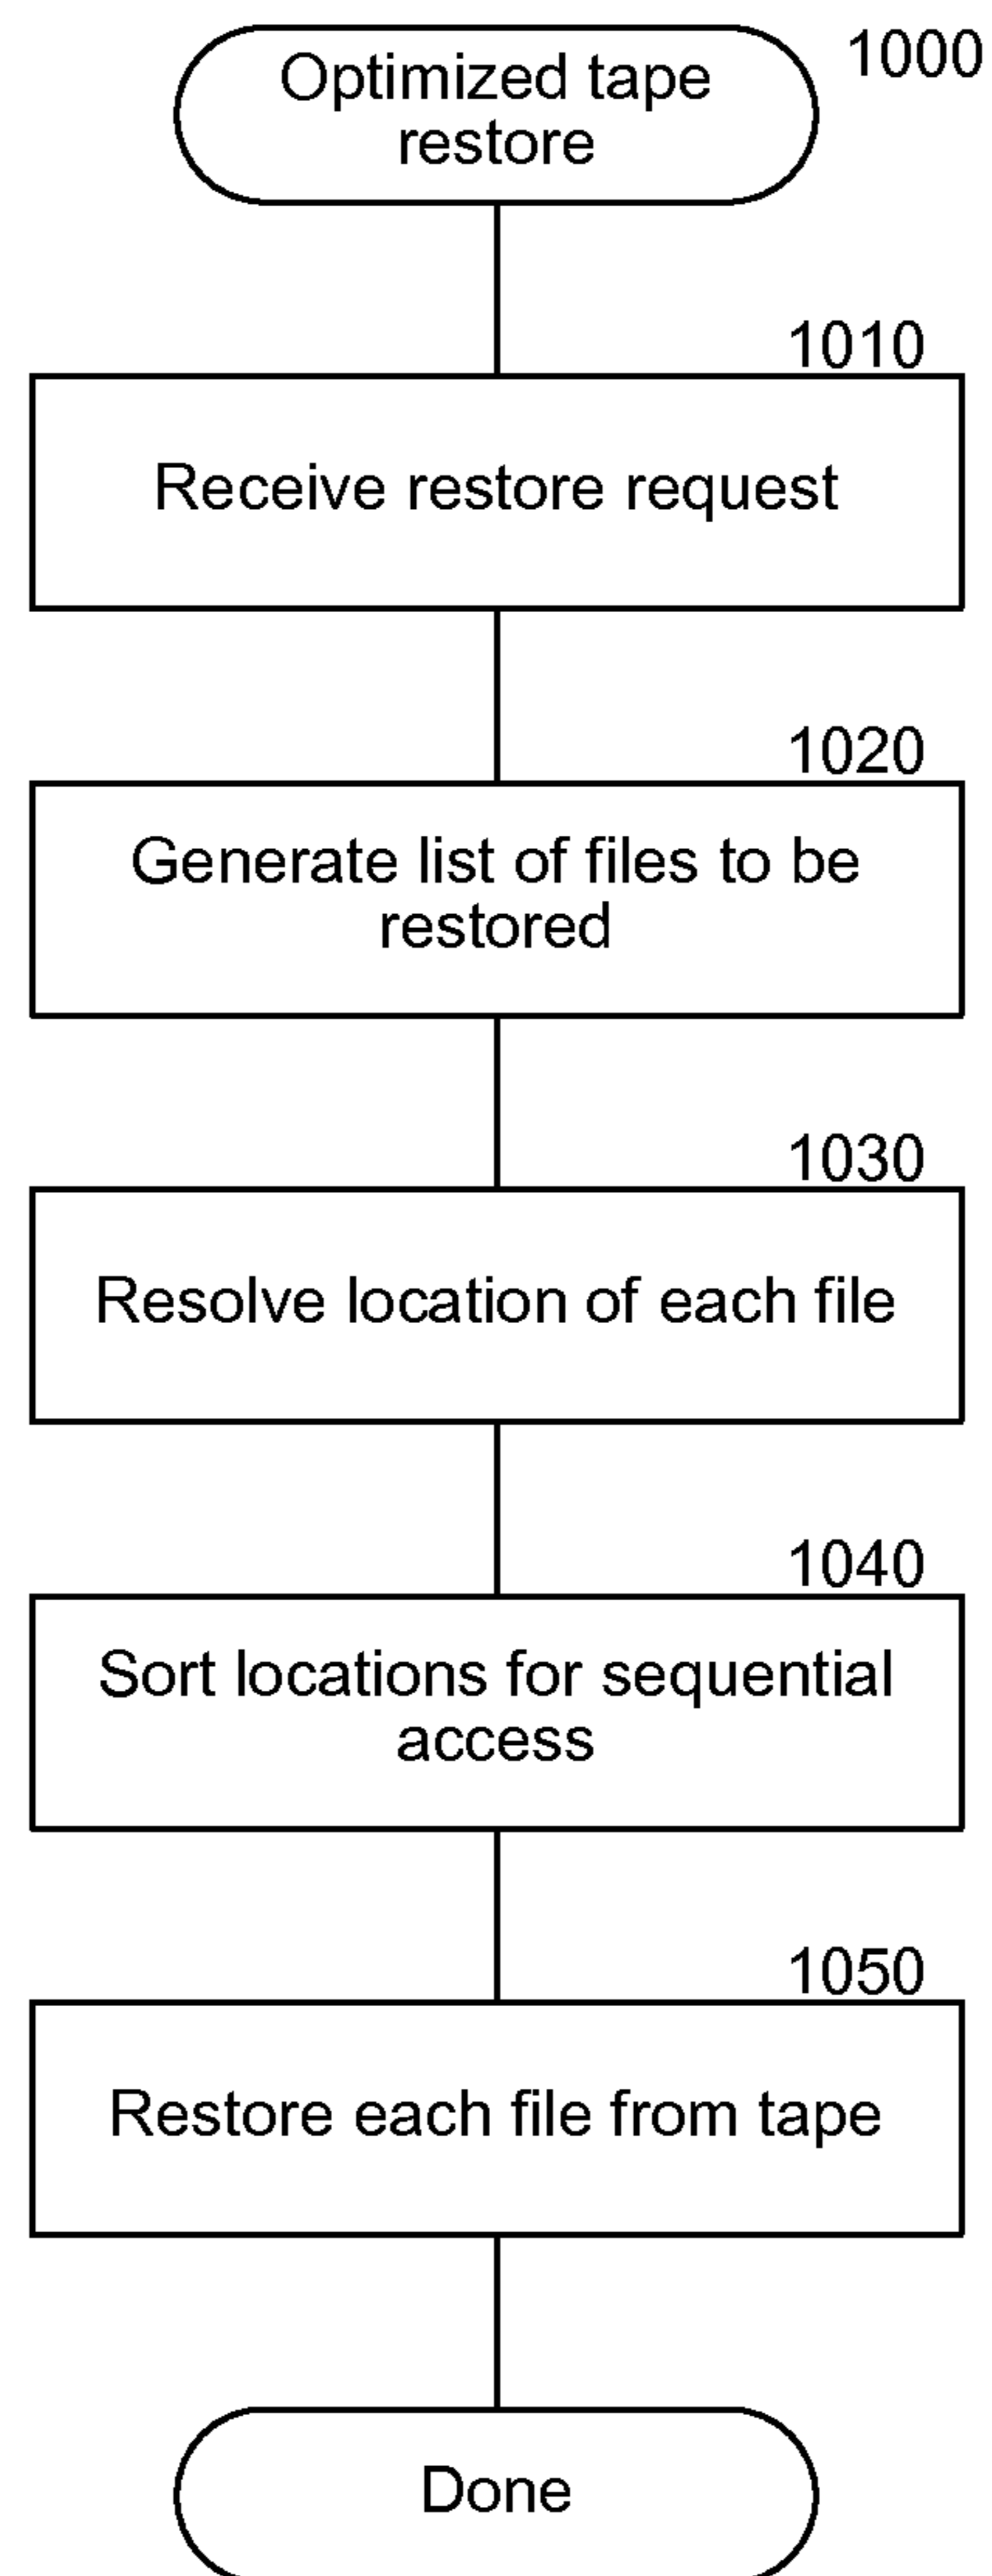 Optimized tape
restore
1000
1010
Receive restore request
1020
Generate list of files to be
restored
1030
Resolve location of each file
1040
Sort locations for sequential
access
1050
Restore each file from tape
Done